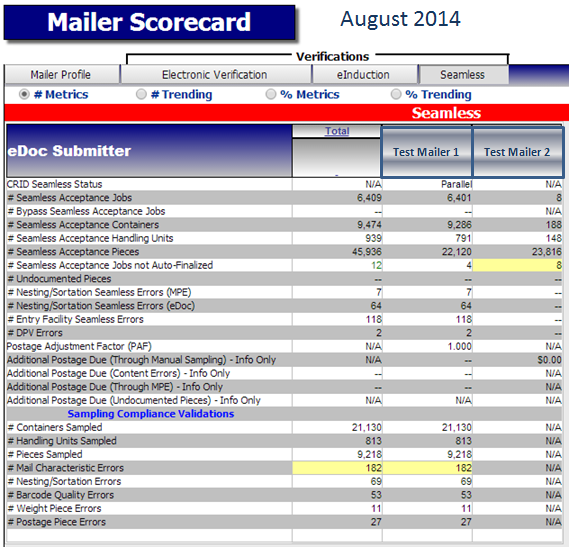 Mailer Scorecard
August 2014
Verifications
Mailer Profile Electronic Verification eInduction Seamless
# Metrics # Trending % Metrics % Trending
Seamless
eDoc Submitter Total Test Mailer 1 Test Mailer 2
CRID Seamless Status N/A Parallel N/A
# Seamless Acceptance Jobs 6,409 6,401 8
# Bypass Seamless Acceptance Jobs -- -- N/A
# Seamless Acceptance Containers 9,474 9,286 188
# Seamless Acceptance Handling Units 939 791 148
# Seamless Acceptance Pieces 45,936 22,120 23,816
# Seamless Acceptance Jobs not Auto-Finalized 12 4 8
# Undocumented Pieces -- -- --
# Nesting/Sortation Seamless Errors (MPE) 7 7 --
# Nesting/Sortation Seamless Errors (eDoc) 64 64 --
# Entry Facility Seamless Errors 118 118 --
# DPV Errors 2 2 --
Postage Adjustment Factor (PAF) N/A 1.000 N/A
Additional Postage Due (Through Manual Sampling) - Info Only N/A -- $0.00
Additional Postage Due (Content Errors) - Info Only -- -- N/A
Additional Postage Due (Through MPE) - Info Only -- -- N/A
Additional Postage Due (Undocumented Pieces) - Info Only N/A N/A N/A
Sampling Compliance Validations
# Containers Sampled 21,130 21,130 N/A
# Handling Units Sampled 813 813 N/A
# Pieces Sampled 9,218 9,218 N/A
# Mail Characteristic Errors 182 182 N/A
# Nesting/Sortation Errors 69 69 N/A
# Barcode Quality Errors 53 53 N/A
# Weight Piece Errors 11 11 N/A
# Postage Piece Errors 27 27 N/A